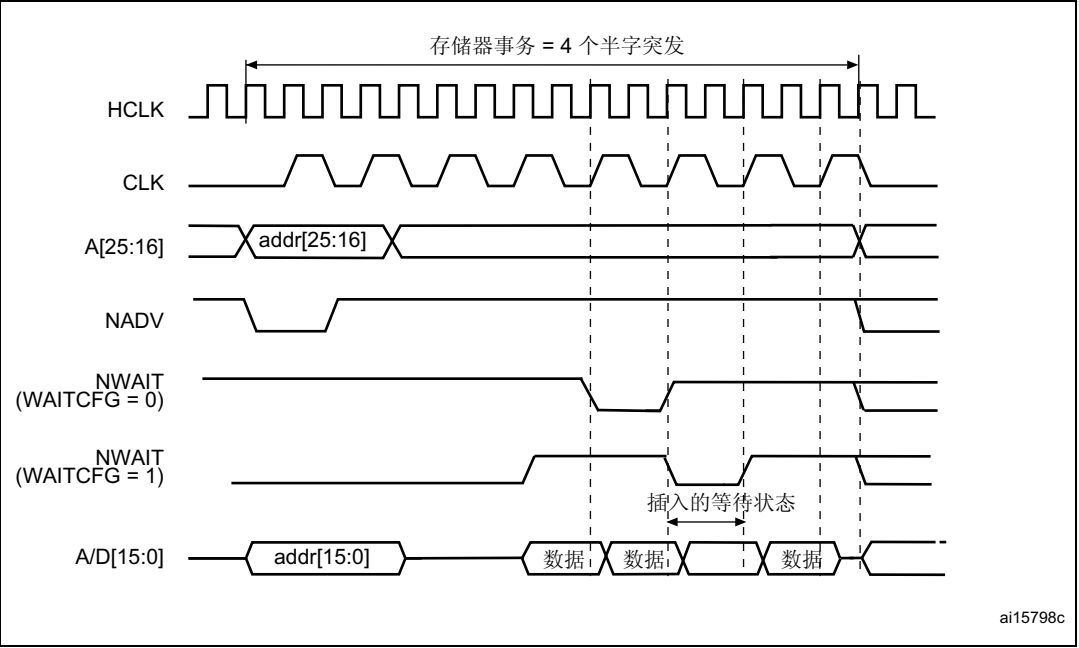 存储器事务 = 4 个半字突发
HCLK
CLK
A[25:16]
addr[25:16]
NADV
NWAIT
(WAITCFG = 0)
NWAIT
(WAITCFG = 1)
插入的等待状态
A/D[15:0]
addr[15:0]
数据
数据
数据
ai15798c